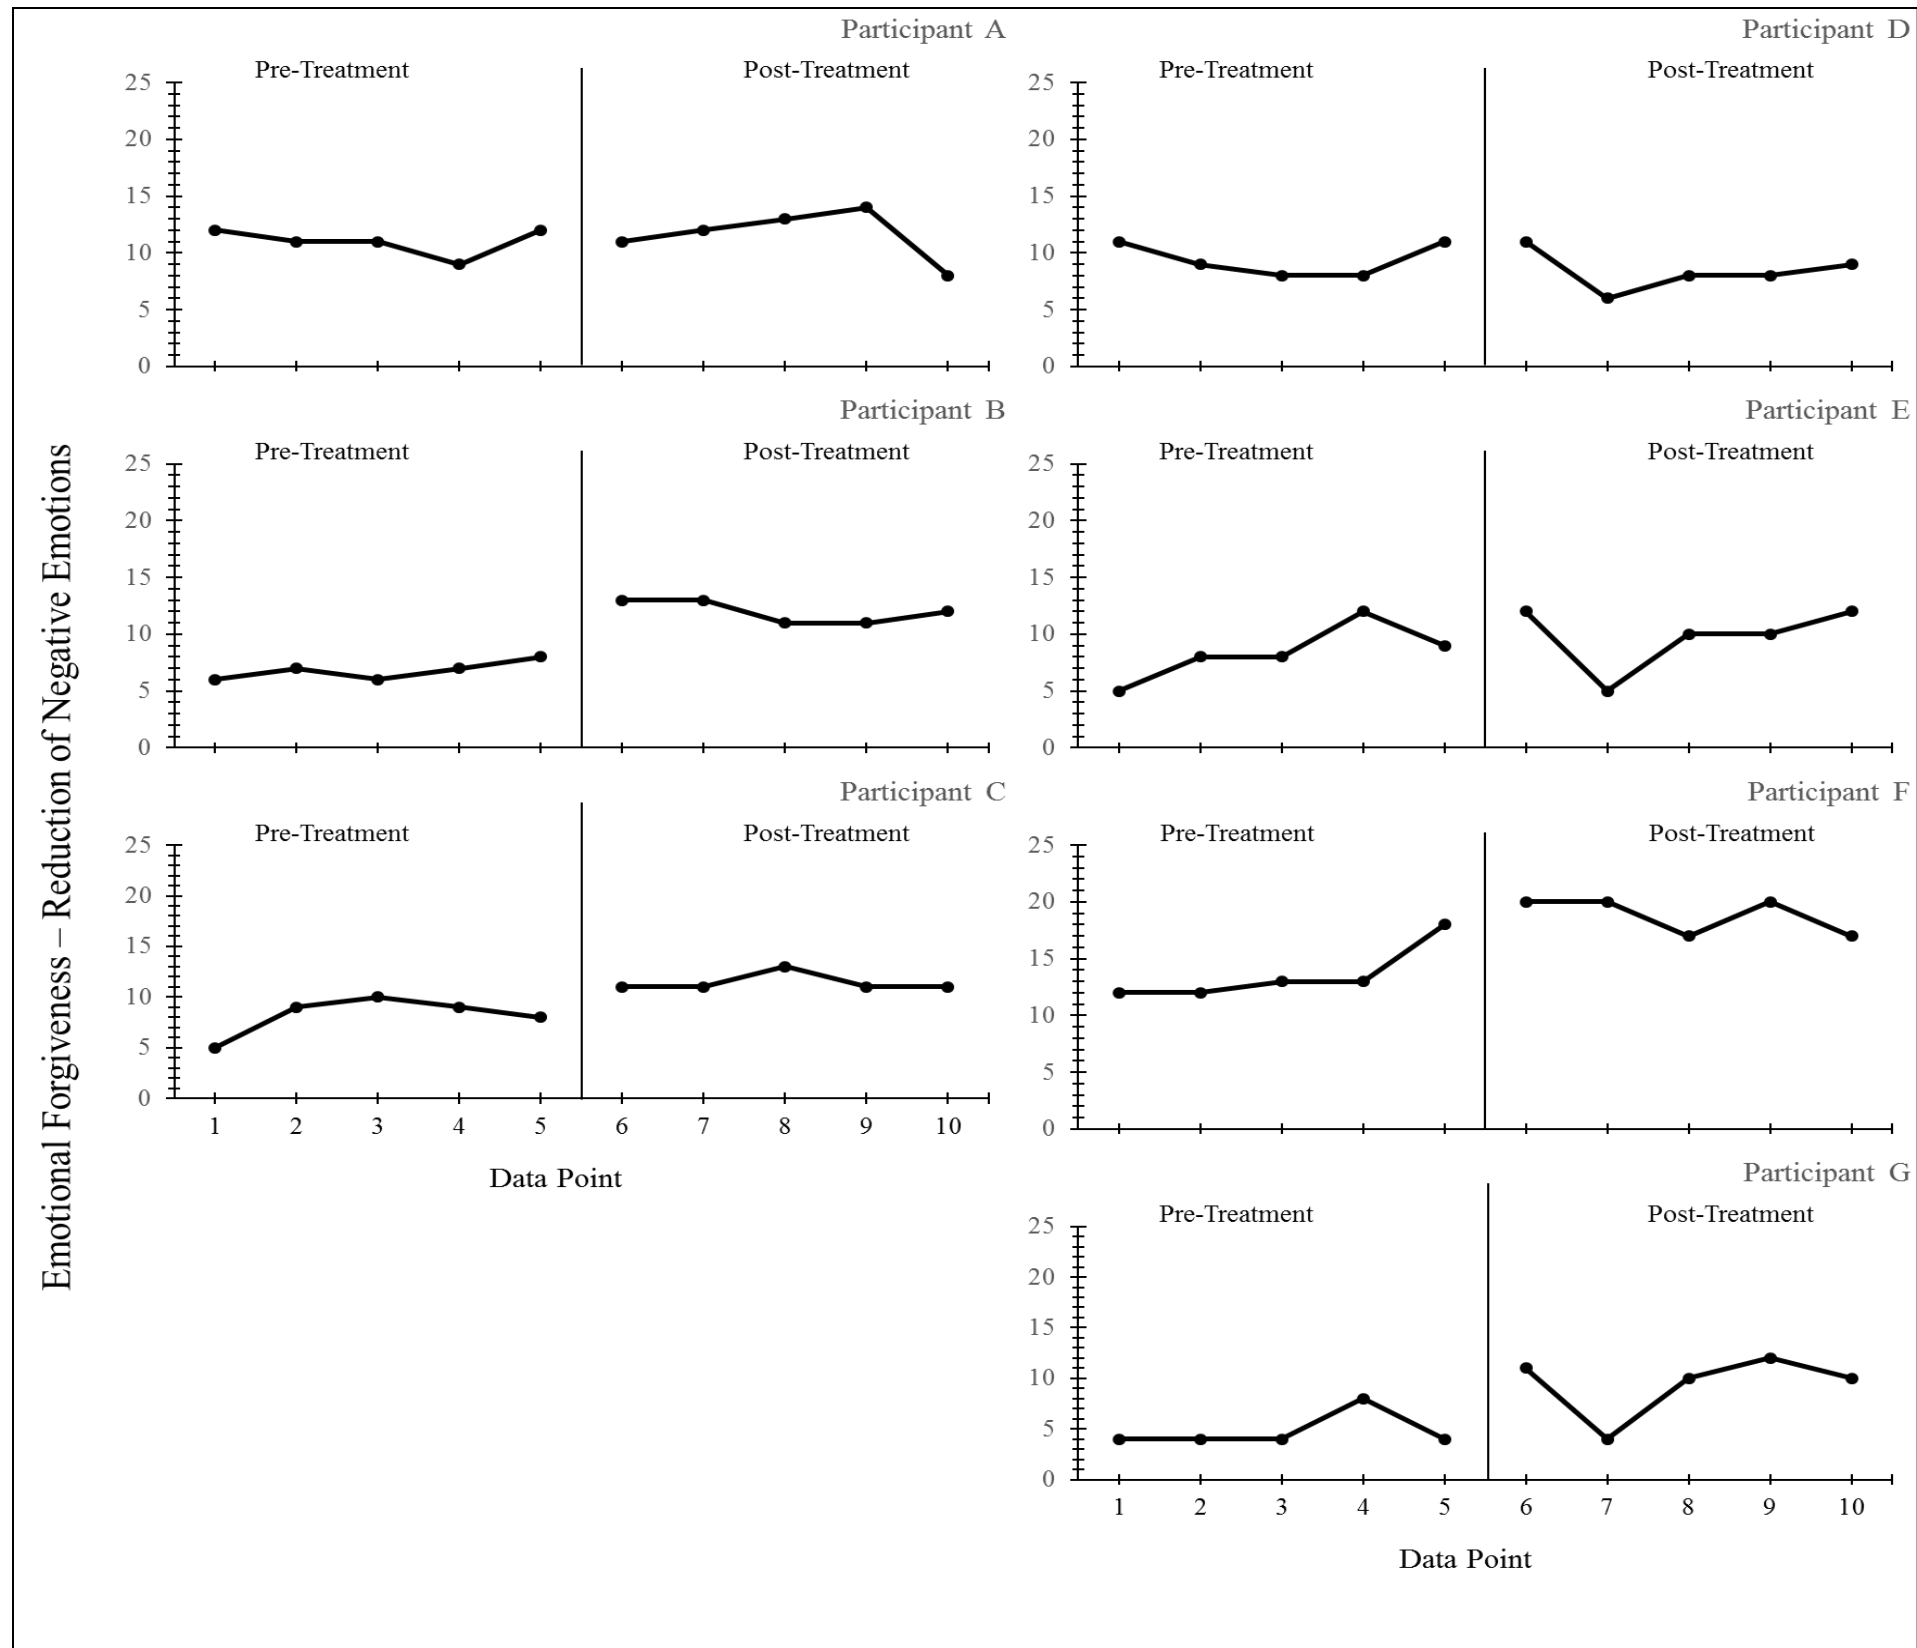 Emotional Forgiveness – Reduction of Negative Emotions
Participant A
Pre-Treatment
Post-Treatment
25
20
15
10
5
0
Participant B
Pre-Treatment
Post-Treatment
25
20
15
10
5
0
Participant C
Pre-Treatment
Post-Treatment
25
20
15
10
5
0
1 2 3 4 5 6 7 8 9 10
Data Point
Participant D
Pre-Treatment
Post-Treatment
25
20
15
10
5
0
Participant E
Pre-Treatment
Post-Treatment
25
20
15
10
5
0
Participant F
Pre-Treatment
Post-Treatment
25
20
15
10
5
0
Participant G
Pre-Treatment
Post-Treatment
25
20
15
10
5
0
1 2 3 4 5 6 7 8 9 10
Data Point